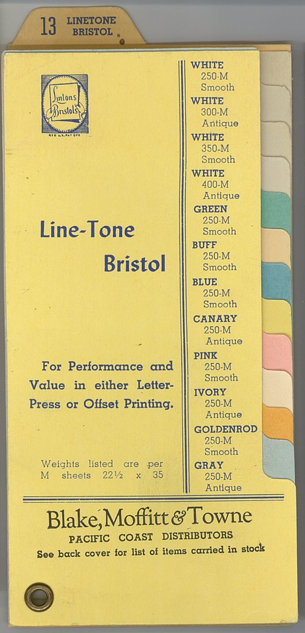 13 LINETONE
BRISTOL
Lintons
Bristols
WHITE
250-M
Smooth
WHITE
300-M
Antique
WHITE
350-M
Smooth
WHITE
400-M
Antique
GREEN
250-M
Smooth
BUFF
250-M
Smooth
BLUE
250-M
Smooth
CANARY
250-M
Antique
PINK
250-M
Smooth
IVORY
250-M
Antique
GOLDENROD
250-M
Smooth
GRAY
250-M
Antique
Line-Tone
Bristol
For Performance and
Value in either Letter-
Press or Offset Printing.
Weights listed are per
M sheets 22½ x 35
Blake, Moffitt & Towne
PACIFIC COAST DISTRIBUTORS
See back cover for list of items carried in stock